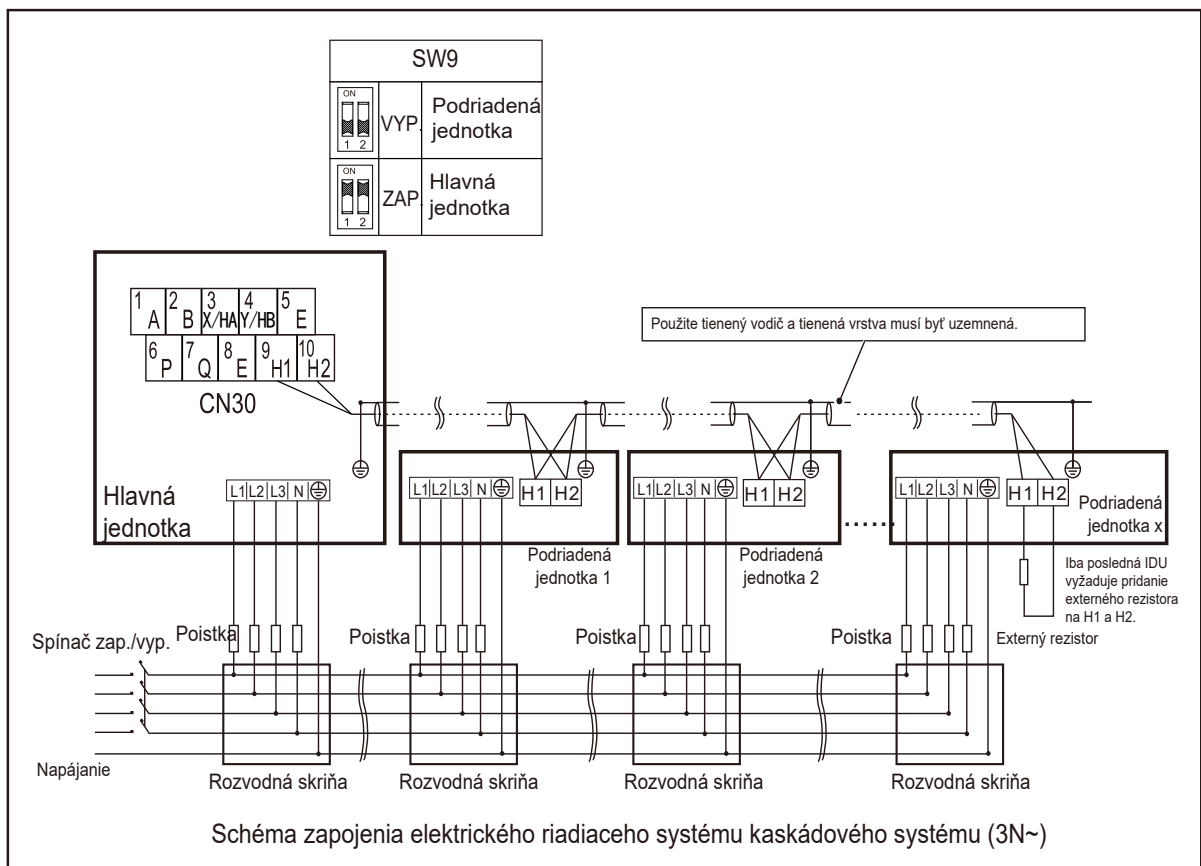 SW9
ON
1 2
VYP.
Podriadená
jednotka
ON
1 2
ZAP.
Hlavná
jednotka
1 A 2 B 3 X/HA 4 Y/HB 5 E
6 P 7 Q 8 E 9 H1 10 H2
CN30
Použite tienený vodič a tienená vrstva musí byť uzemnená.
Hlavná
jednotka
L1 L2 L3 N
L1 L2 L3 N
H1 H2
Podriadená
jednotka 1
L1 L2 L3 N
H1 H2
Podriadená
jednotka 2
L1 L2 L3 N
H1 H2
Podriadená
jednotka x
Iba posledná IDU
vyžaduje pridanie
externého rezistora
na H1 a H2.
Externý rezistor
Spínač zap./vyp.
Poistka
Poistka
Poistka
Poistka
Napájanie
Rozvodná skriňa
Rozvodná skriňa
Rozvodná skriňa
Rozvodná skriňa
Schéma zapojenia elektrického riadiaceho systému kaskádového systému (3N~)